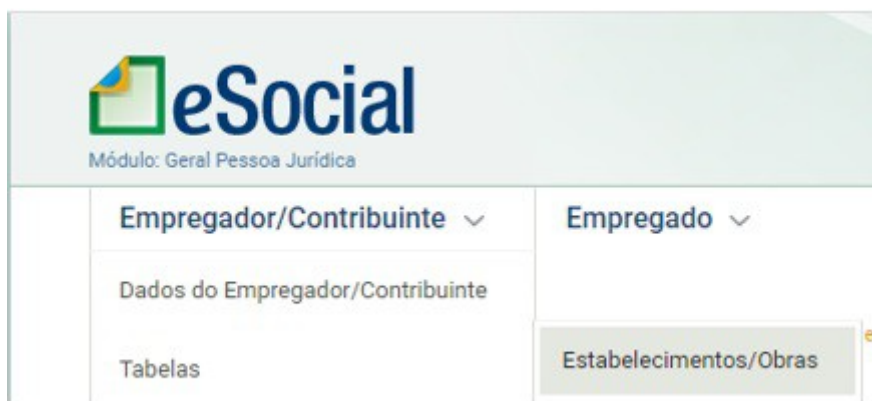 eSocial
Módulo: Geral Pessoa Jurídica
Empregador/Contribuinte
Empregado
Dados do Empregador/Contribuinte
Tabelas
Estabelecimentos/Obras